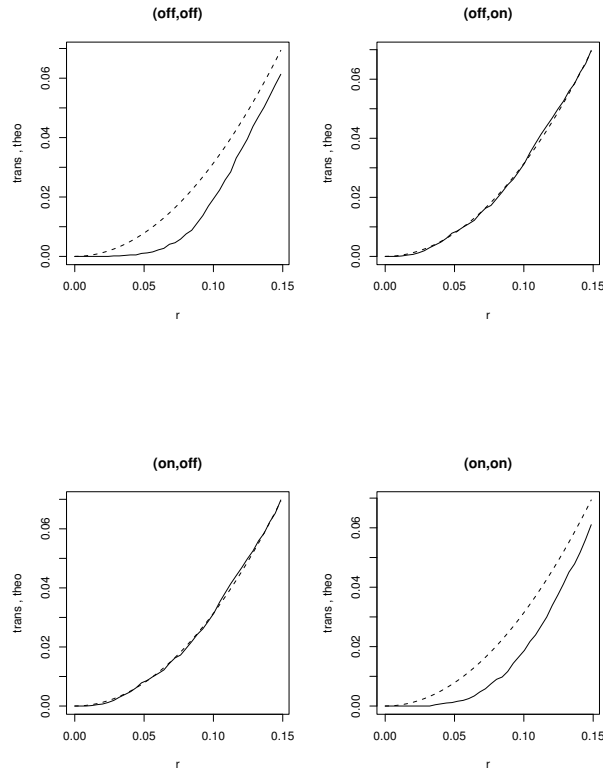 (off,off)
trans , theo
0.00 0.02 0.04 0.06
0.00 0.05 0.10 0.15
r
(off,on)
trans , theo
0.00 0.02 0.04 0.06
0.00 0.05 0.10 0.15
r
(on,off)
trans , theo
0.00 0.02 0.04 0.06
0.00 0.05 0.10 0.15
r
(on,on)
trans , theo
0.00 0.02 0.04 0.06
0.00 0.05 0.10 0.15
r